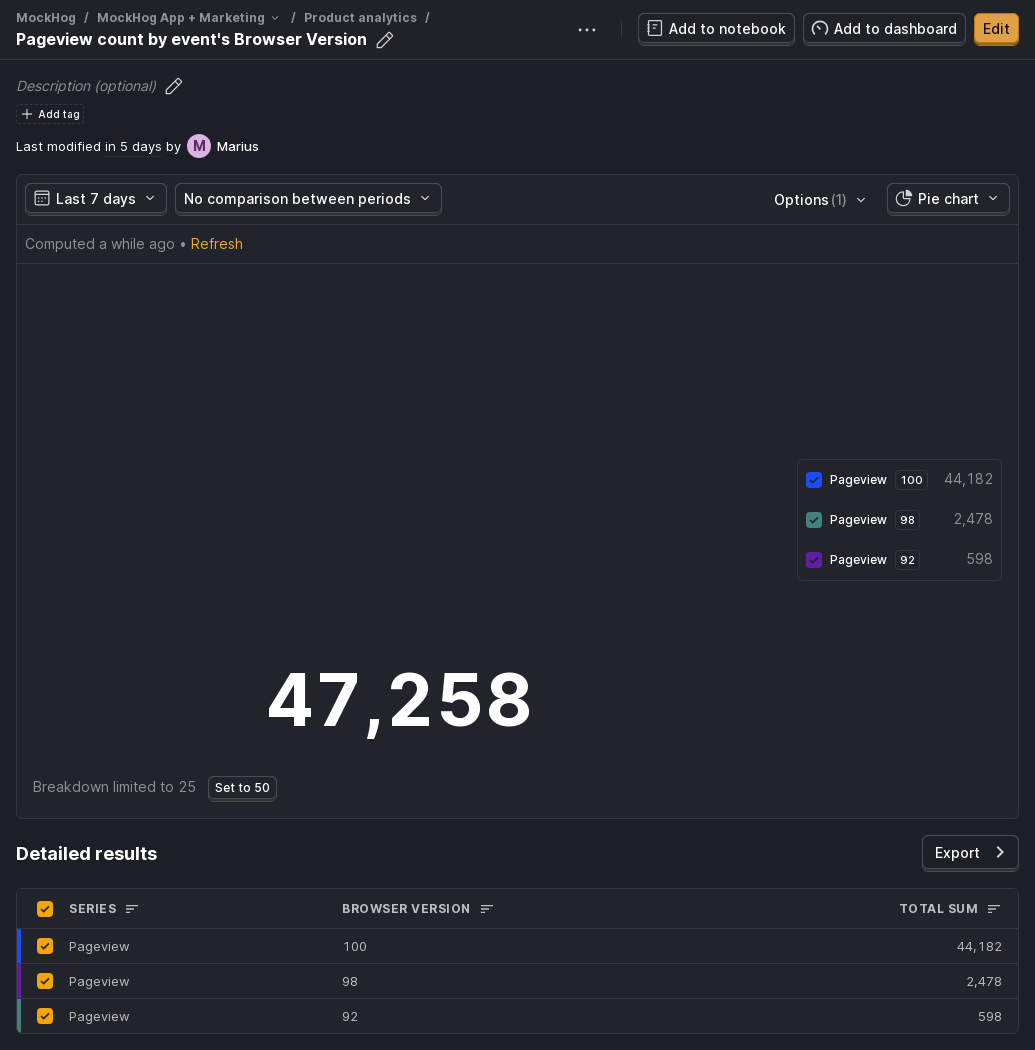 MockHog / MockHog App + Marketing / Product analytics /
Pageview count by event's Browser Version
Add to notebook
Add to dashboard
Edit
Description (optional)
Add tag
Last modified in 5 days by M Marius
Last 7 days
No comparison between periods
Options (1)
Pie chart
Computed a while ago • Refresh
Pageview 100 44,182
Pageview 98 2,478
Pageview 92 598
47,258
Breakdown limited to 25 Set to 50
Detailed results
Export
SERIES BROWSER VERSION TOTAL SUM
Pageview 100 44,182
Pageview 98 2,478
Pageview 92 598